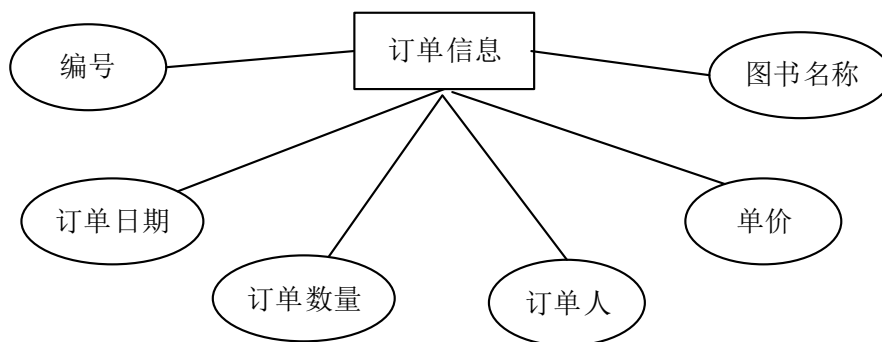 订单信息
编号
图书名称
订单日期
单价
订单数量
订单人